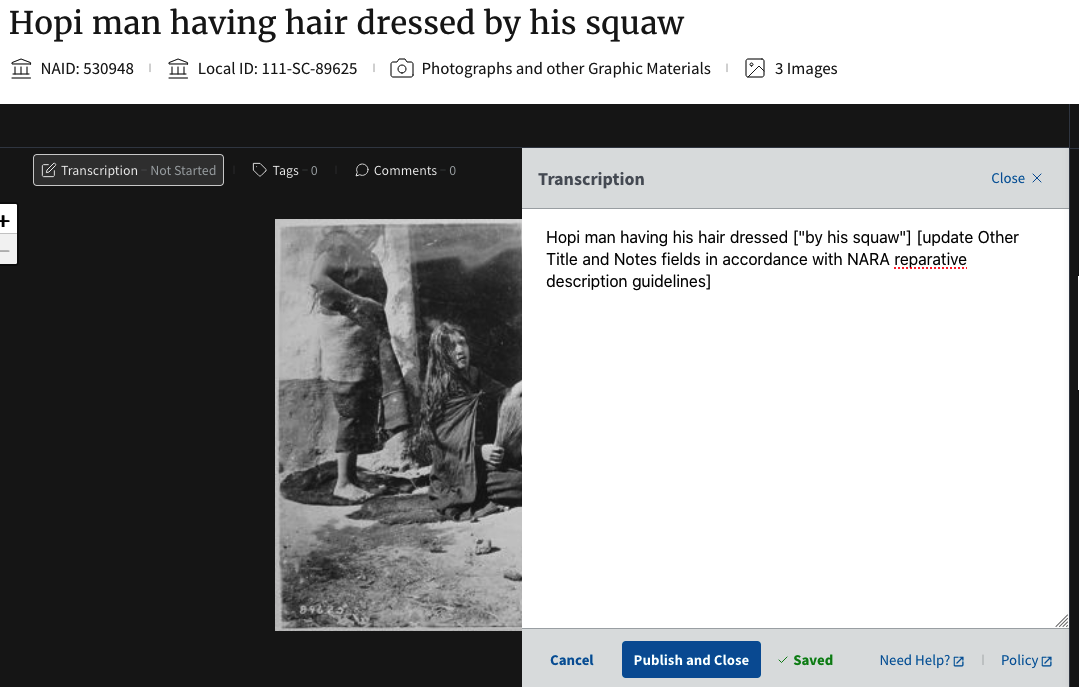 Hopi man having hair dressed by his squaw
NAID: 530948
Local ID: 111-SC-89625
Photographs and other Graphic Materials
3 Images
Transcription - Not Started
Tags - 0
Comments - 0
Transcription
Close
+
Hopi man having his hair dressed ["by his squaw"] [update Other
Title and Notes fields in accordance with NARA reparative
description guidelines]
89625
Cancel
Publish and Close
Saved
Need Help?
Policy